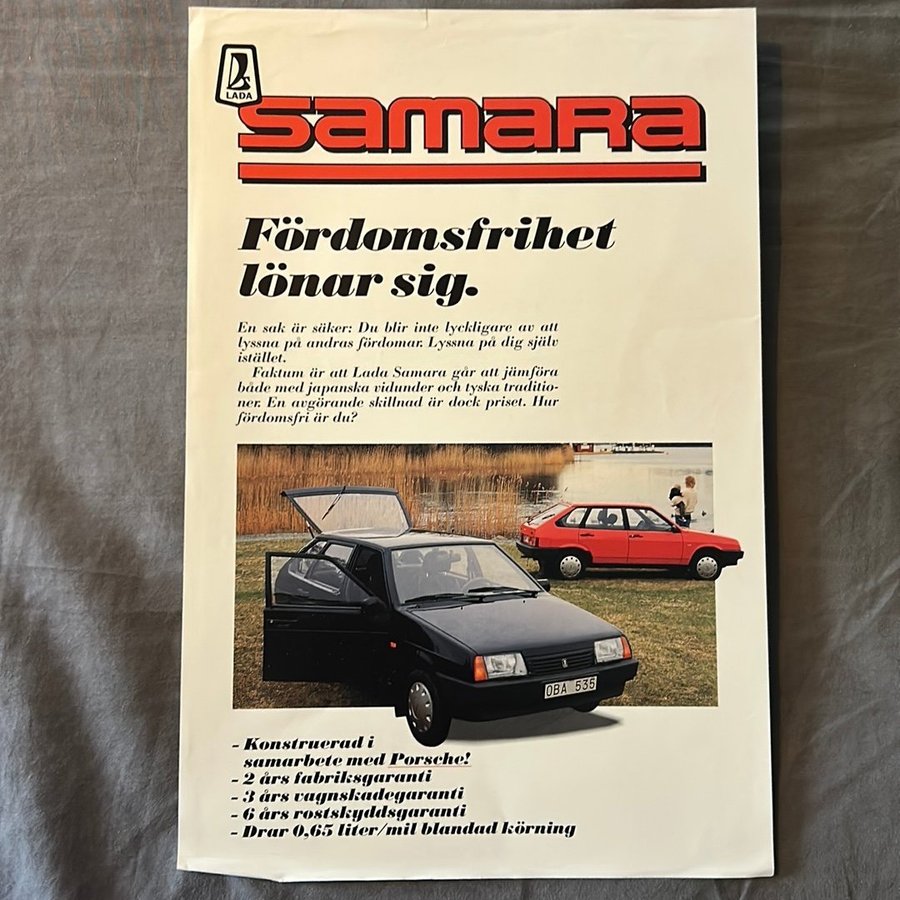 LADA
SAMARA
Fördomsfrihet
lönar sig.
En sak är säker: Du blir inte lyckligare av att
lyssna på andras fördomar. Lyssna på dig själv
istället.
Faktum är att Lada Samara går att jämföra
både med japanska vidunder och tyska traditio-
ner. En avgörande skillnad är dock priset. Hur
fördomsfri är du?
OBA 535
- Konstruerad i
samarbete med Porsche!
- 2 års fabriksgaranti
- 3 års vagnskadegaranti
- 6 års rostskyddsgaranti
- Drar 0,65 liter/mil blandad körning